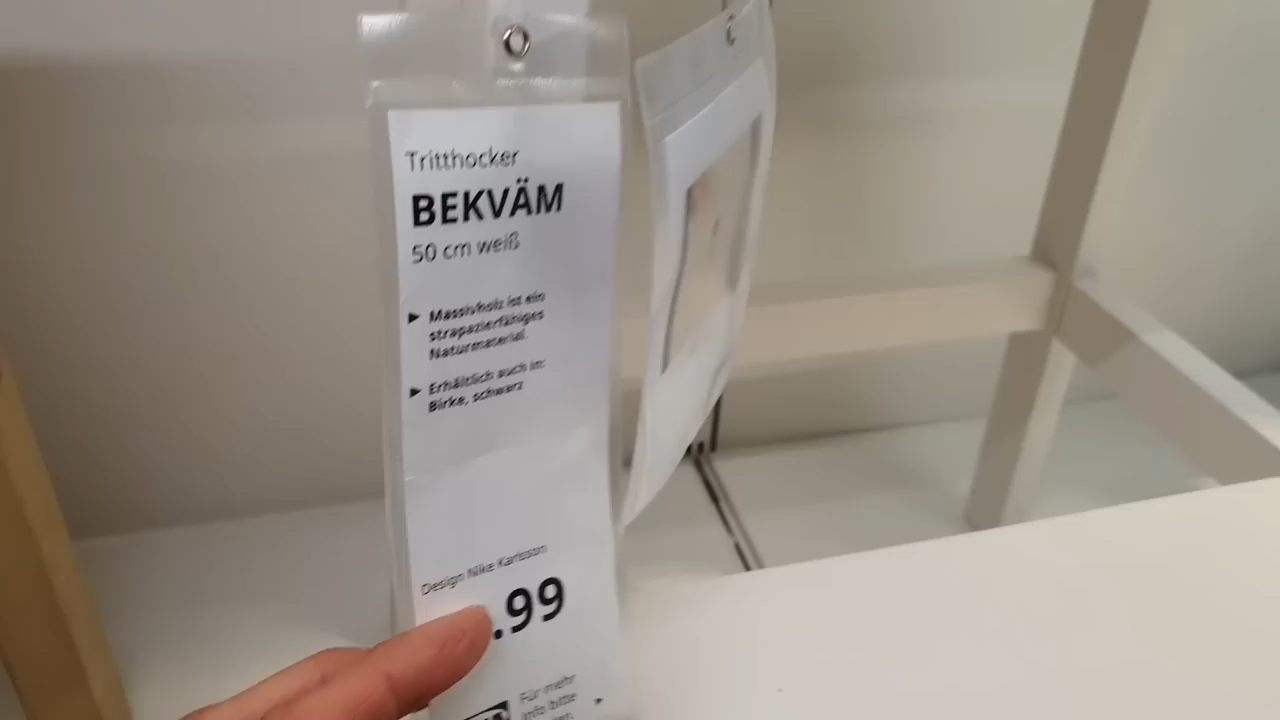 Tritthocker
BEKVÄM
50 cm weiß
► Massivholz ist ein
strapazierfähiges
Naturmaterial.
► Erhältlich auch in:
Birke, schwarz
Design Nike Karlsson
.99
Für mehr
Info bitte